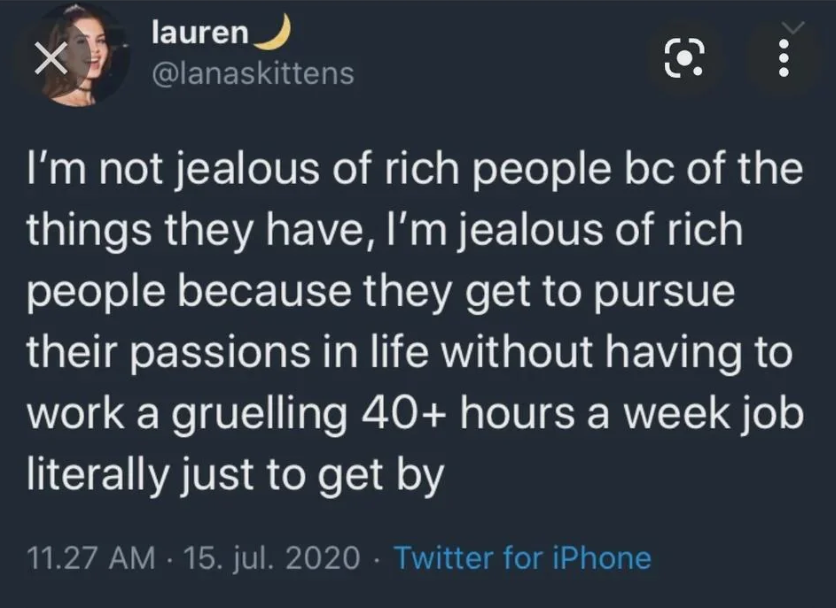 lauren🌙
@lanaskittens
I'm not jealous of rich people bc of the
things they have, I'm jealous of rich
people because they get to pursue
their passions in life without having to
work a gruelling 40+ hours a week job
literally just to get by
11.27 AM · 15. jul. 2020 · Twitter for iPhone